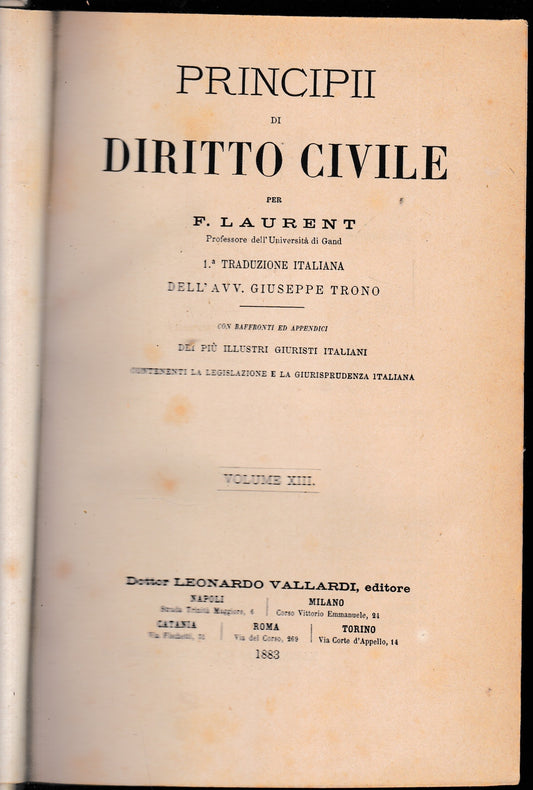 PRINCIPII
DI
DIRITTO CIVILE
PER
F. LAURENT
Professore dell'Università di Gand
1.ª TRADUZIONE ITALIANA
DELL'AVV. GIUSEPPE TRONO
CON RAFFRONTI ED APPENDICI
DEI PIÙ ILLUSTRI GIURISTI ITALIANI
CONTENENTI LA LEGISLAZIONE E LA GIURISPRUDENZA ITALIANA
VOLUME XIII.
Dottor LEONARDO VALLARDI, editore
NAPOLI MILANO
Strada Trinità Maggiore, 4 Corso Vittorio Emmanuele, 21
CATANIA ROMA TORINO
Via Via del Corso, 269 Via Corte d'Appello, 14
1883